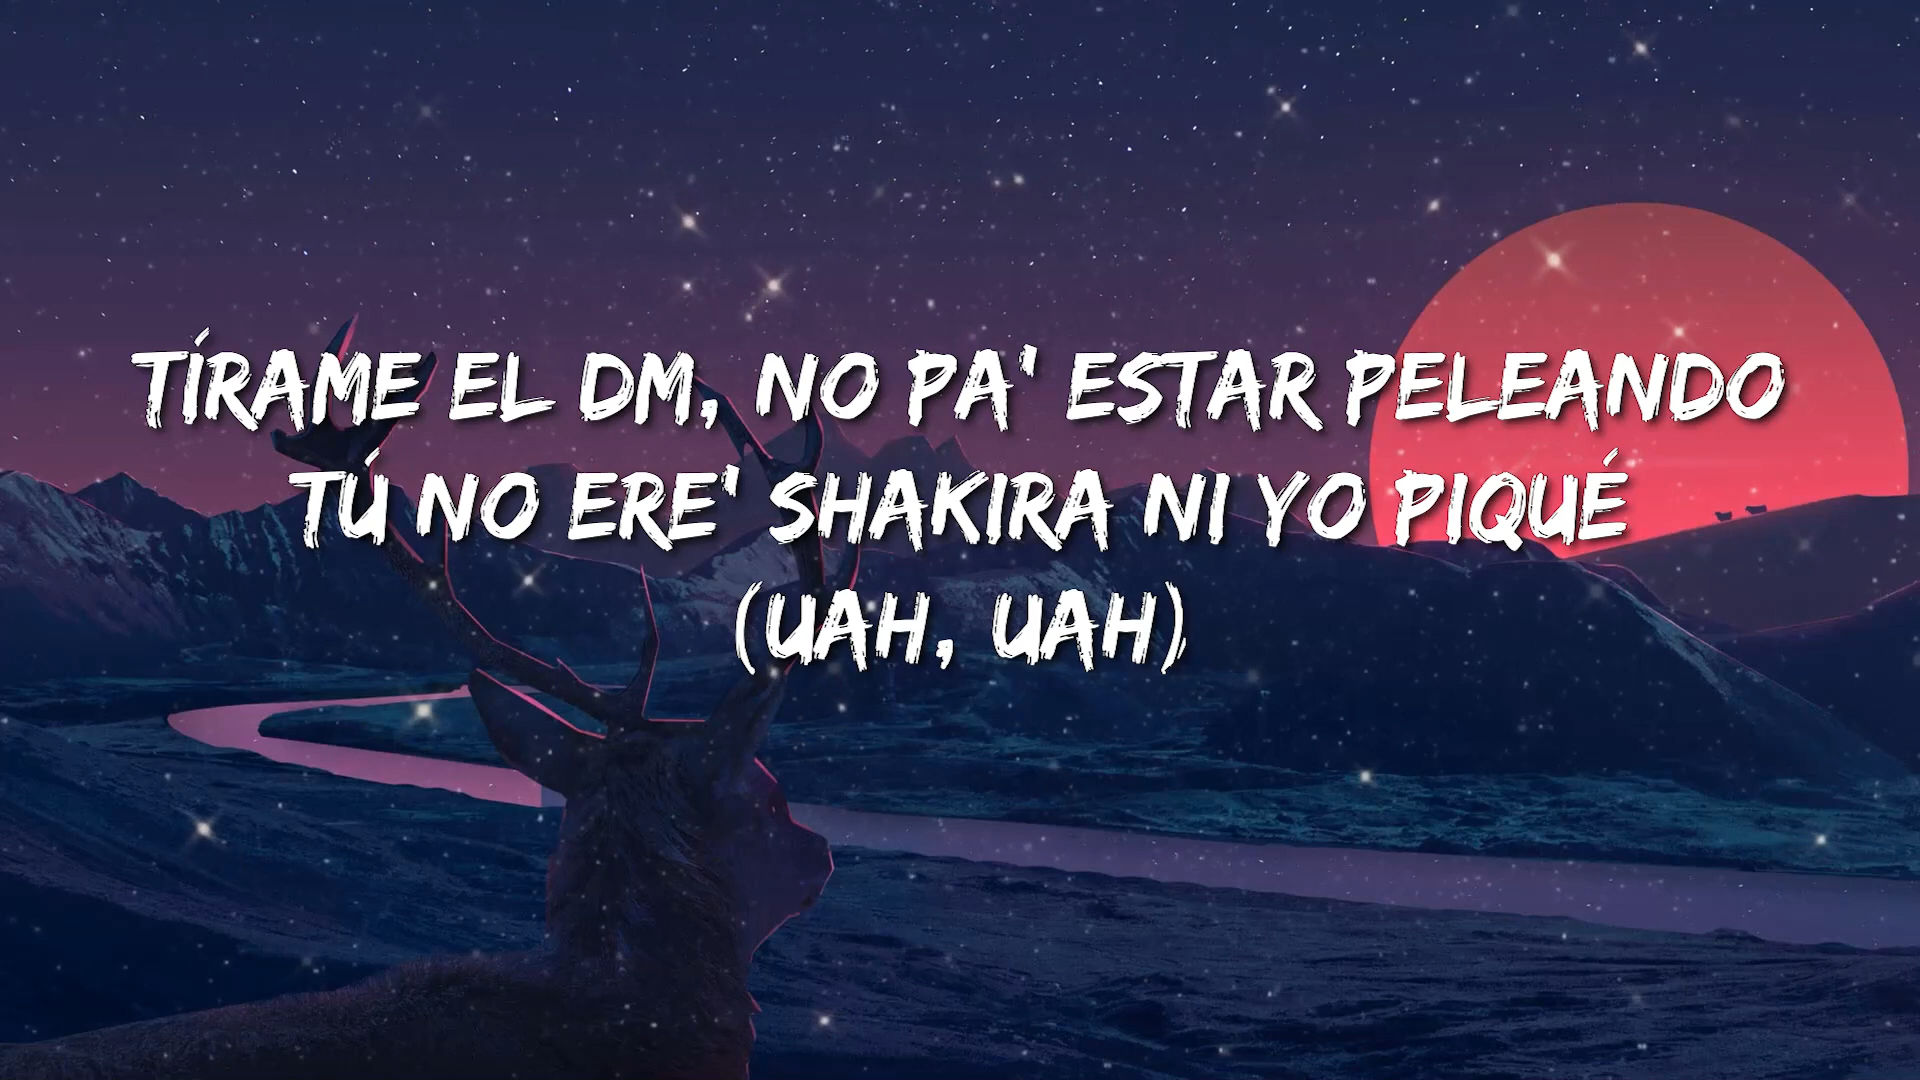 TÍRAME EL DM, NO PA' ESTAR PELEANDO
TÚ NO ERE' SHAKIRA NI YO PIQUÉ
(UAH, UAH)